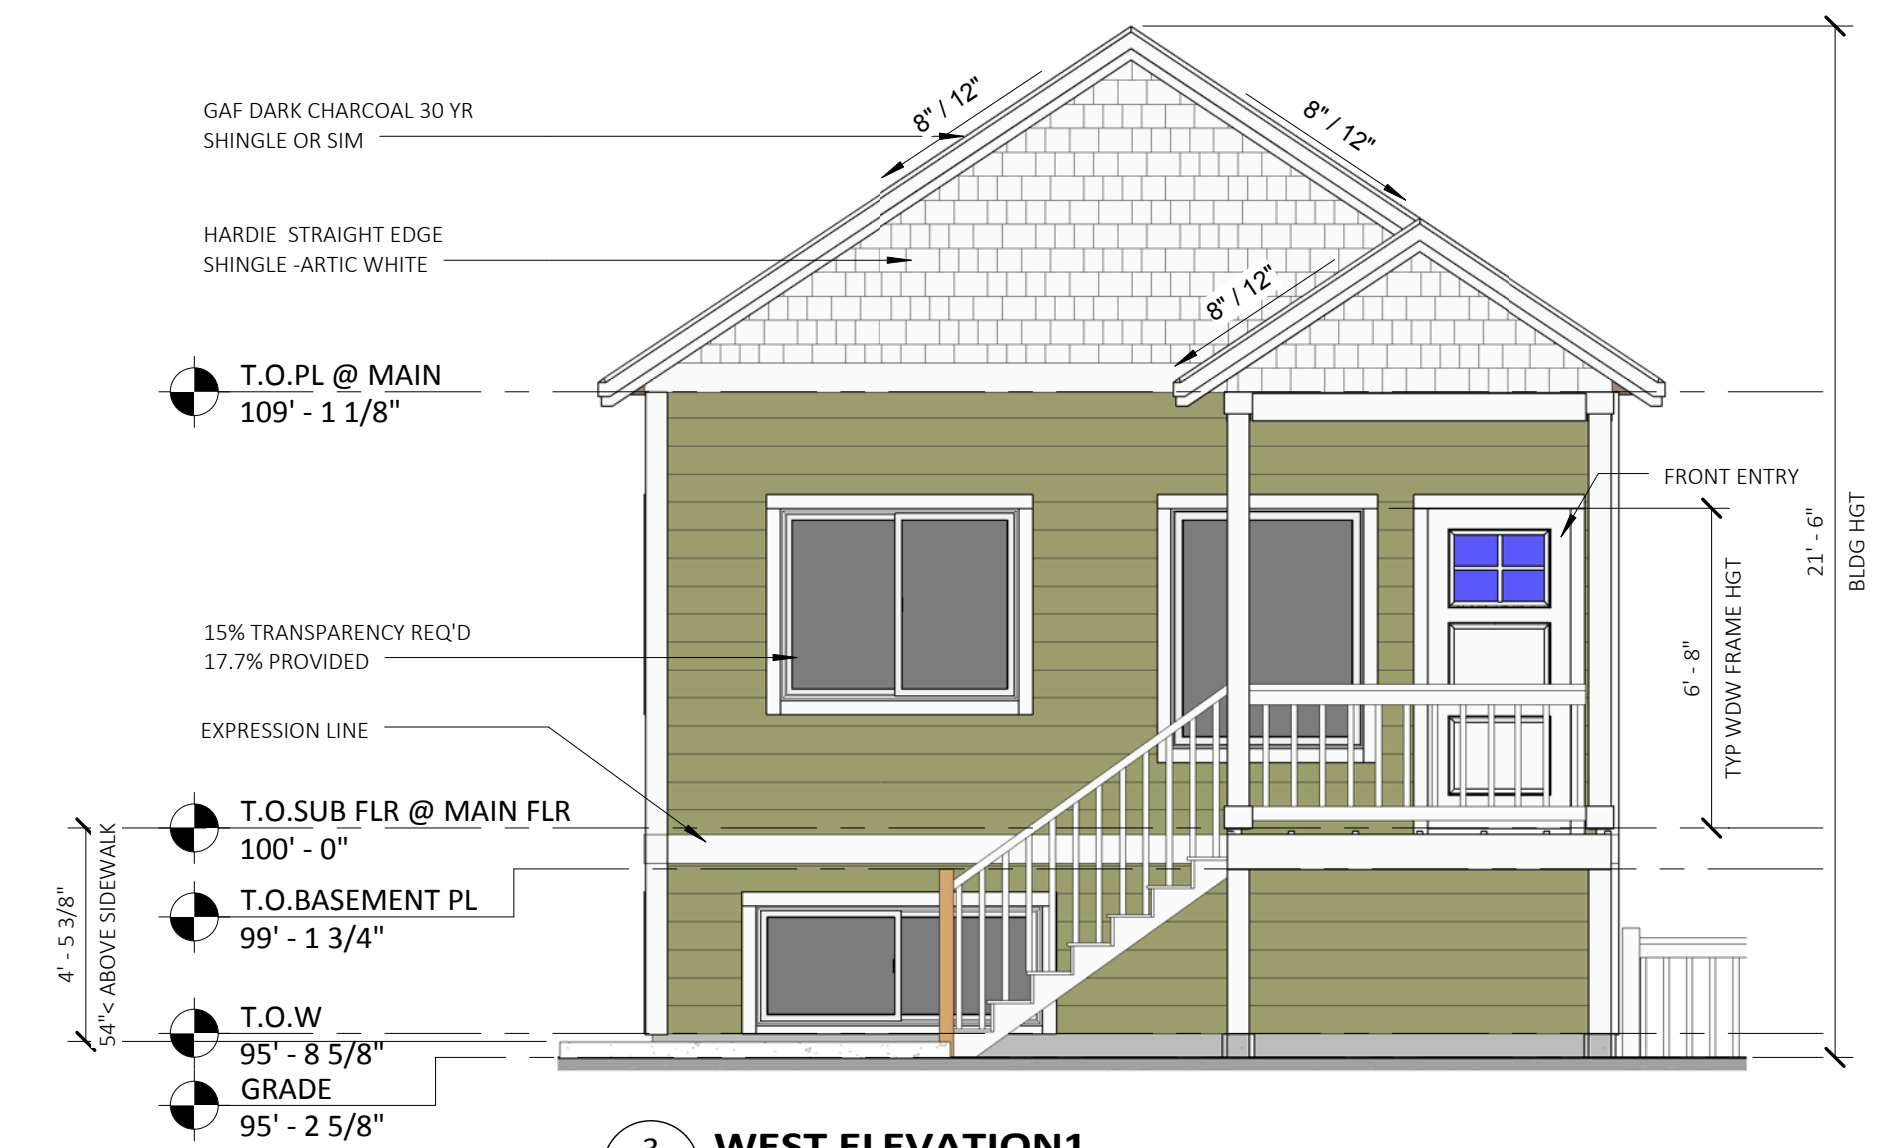 GAF DARK CHARCOAL 30 YR
SHINGLE OR SIM
8" / 12"
8" / 12"
HARDIE  STRAIGHT EDGE
SHINGLE -ARTIC WHITE
8" / 12"
T.O.PL @ MAIN
109' - 1 1/8"
FRONT ENTRY
21' - 6"
BLDG HGT
6' - 8"
TYP WDW FRAME HGT
15% TRANSPARENCY REQ'D
17.7% PROVIDED
EXPRESSION LINE
T.O.SUB FLR @ MAIN FLR
100' - 0"
T.O.BASEMENT PL
99' - 1 3/4"
4' - 5 3/8"
54"< ABOVE SIDEWALK
T.O.W
95' - 8 5/8"
GRADE
95' - 2 5/8"
3
WEST ELEVATION1